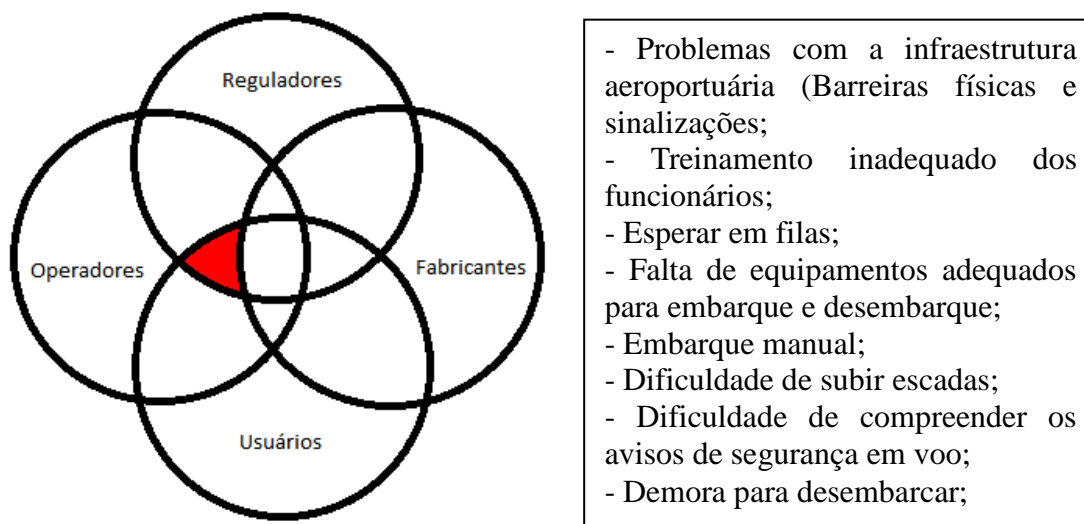 Reguladores
Operadores
Fabricantes
Usuários
- Problemas com a infraestrutura
aeroportuária (Barreiras físicas e
sinalizações;
- Treinamento inadequado dos
funcionários;
- Esperar em filas;
- Falta de equipamentos adequados
para embarque e desembarque;
- Embarque manual;
- Dificuldade de subir escadas;
- Dificuldade de compreender os
avisos de segurança em voo;
- Demora para desembarcar;